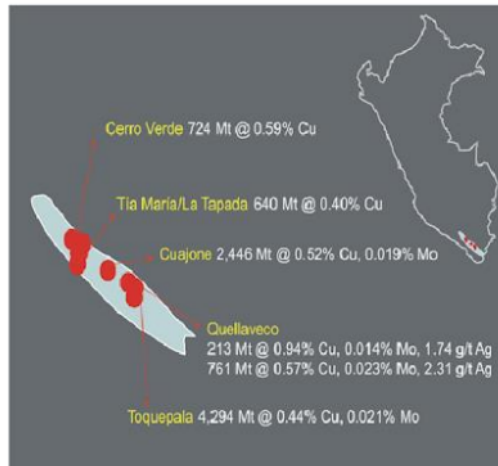 Cerro Verde 724 Mt @ 0.59% Cu
Tía María/La Tapada 640 Mt @ 0.40% Cu
Cuajone 2,446 Mt @ 0.52% Cu, 0.019% Mo
Quellaveco
213 Mt @ 0.94% Cu, 0.014% Mo, 1.74 g/t Ag
761 Mt @ 0.57% Cu, 0.023% Mo, 2.31 g/t Ag
Toquepala 4,294 Mt @ 0.44% Cu, 0.021% Mo